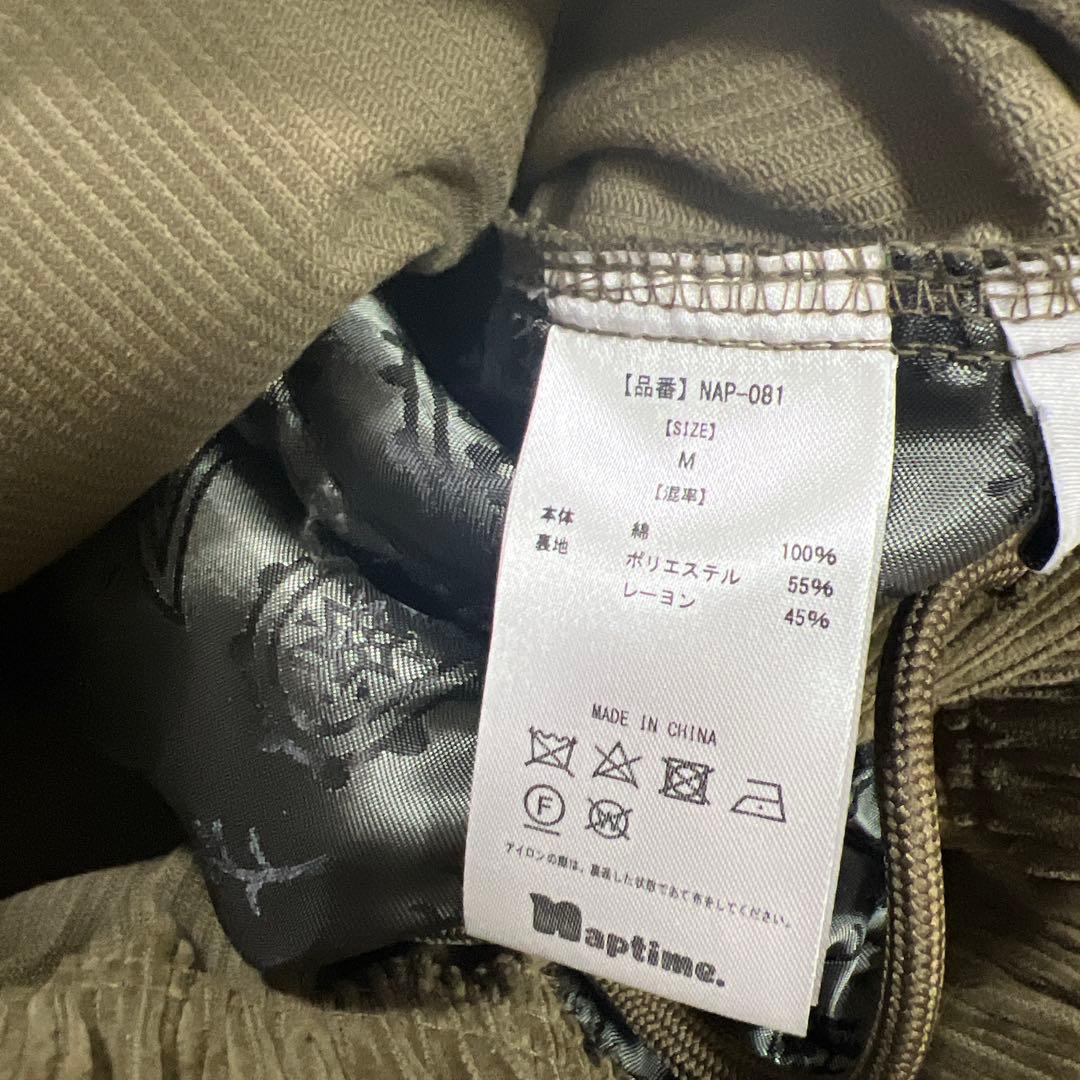 【品番】NAP-081
【SIZE】
M
【混率】
本体 綿 100%
裏地 ポリエステル 55%
レーヨン 45%
MADE IN CHINA
F W
アイロンの際は、裏返した状態であて布をしてください。
Naptime.